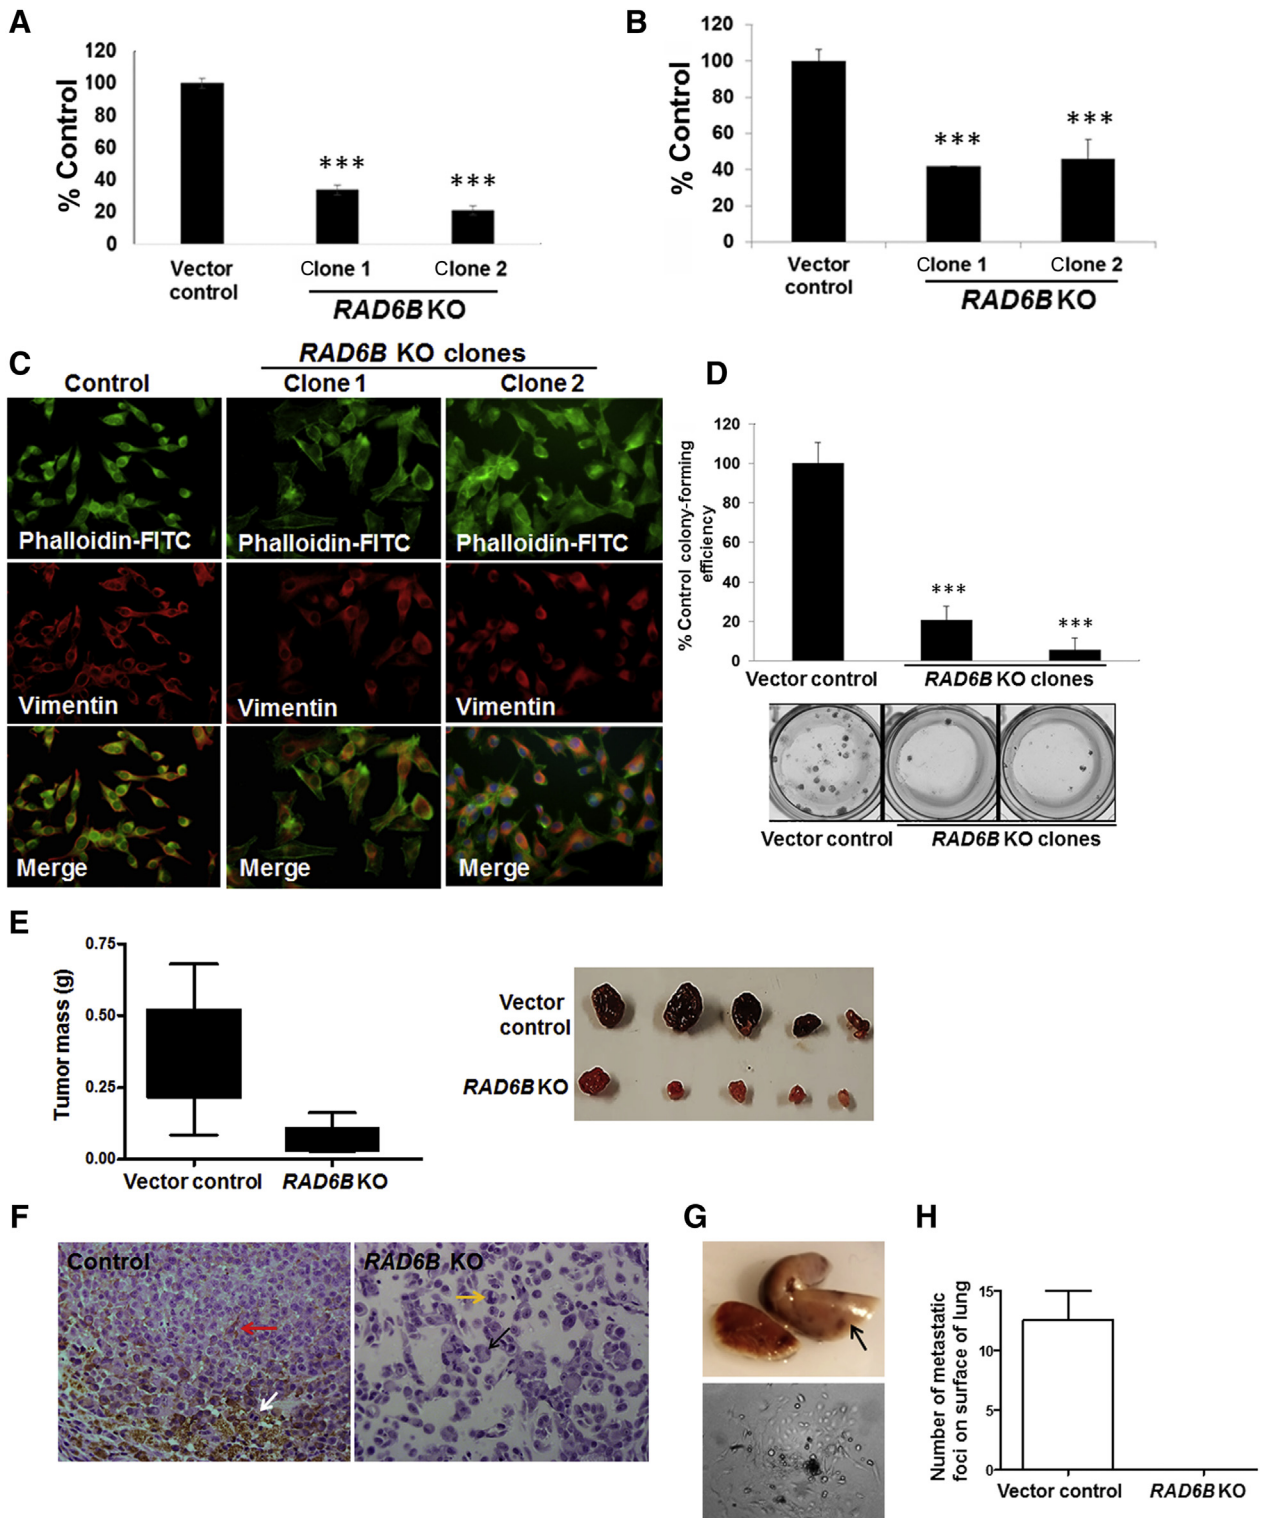 A
% Control
120
100
80
60
40
20
0
***
***
Vector
control
Clone 1
Clone 2
RAD6B KO
B
% Control
120
100
80
60
40
20
0
***
***
Vector
control
Clone 1
Clone 2
RAD6B KO
C
RAD6B KO clones
Control
Clone 1
Clone 2
Phalloidin-FITC
Phalloidin-FITC
Phalloidin-FITC
Vimentin
Vimentin
Vimentin
Merge
Merge
Merge
D
% Control colony-forming
efficiency
120
100
80
60
40
20
0
***
***
Vector control
RAD6B KO clones
Vector control
RAD6B KO clones
E
Tumor mass (g)
0.75
0.50
0.25
0.00
Vector control
RAD6B KO
Vector
control
RAD6B KO
F
Control
RAD6B KO
G
H
Number of metastatic
foci on surface of lung
15
10
5
0
Vector control
RAD6B KO